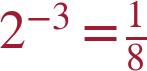 2⁻³ = 1/8